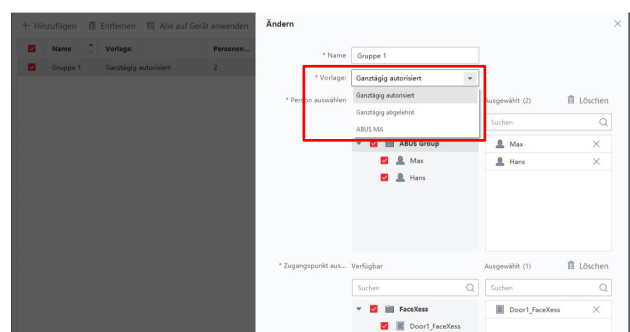 Hinzufügen Entfernen Alle auf Gerät anwenden
Name Vorlage: Personen...
Gruppe 1 Ganztägig autorisiert 2
Ändern
* Name Gruppe 1
* Vorlage: Ganztägig autorisiert
Ganztägig autorisiert
Ganztägig abgelehnt
ABUS MA
* Person auswählen
Ausgewählt (2) Löschen
Suchen
ABUS Group
Max
Hans
Max
Hans
* Zugangspunkt aus... Verfügbar Ausgewählt (1) Löschen
Suchen Suchen
FaceXess
Door1_FaceXess
Door1_FaceXess